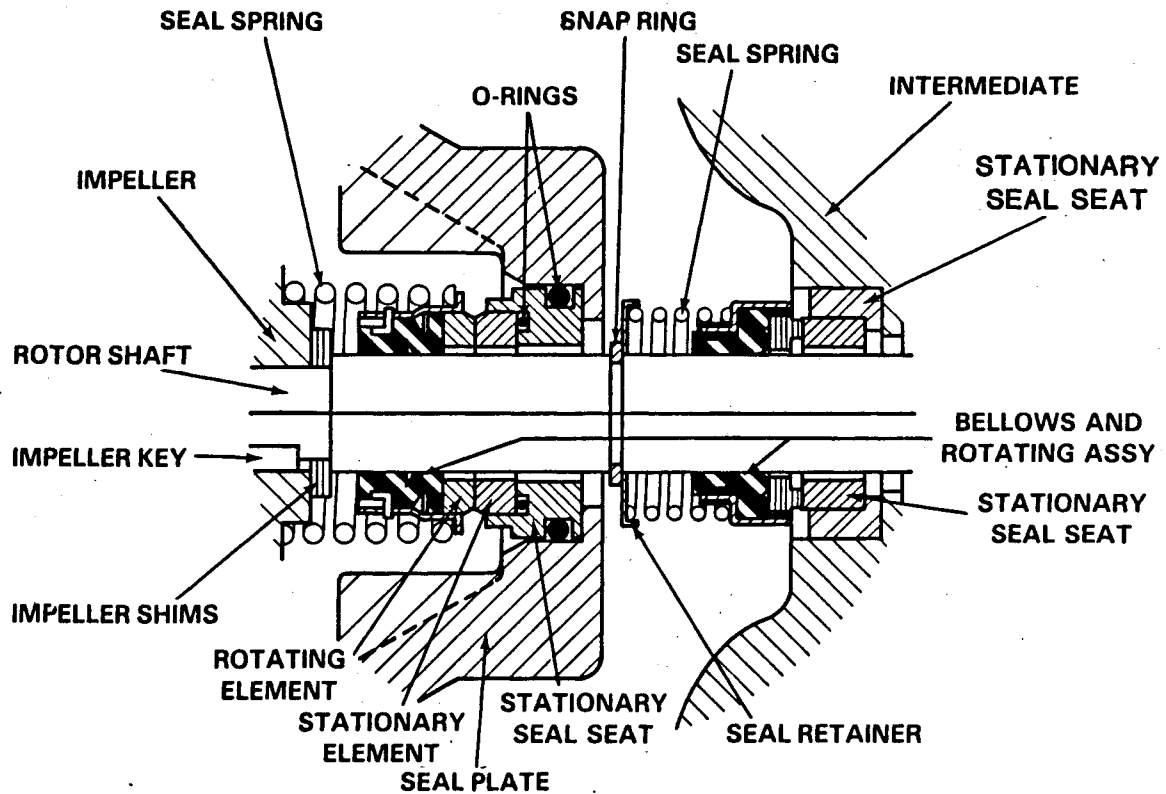 SEAL SPRING
SNAP RING
SEAL SPRING
O-RINGS
INTERMEDIATE
IMPELLER
STATIONARY
SEAL SEAT
ROTOR SHAFT
IMPELLER KEY
BELLOWS AND
ROTATING ASSY
STATIONARY
SEAL SEAT
IMPELLER SHIMS
ROTATING
ELEMENT
STATIONARY
ELEMENT
STATIONARY
SEAL SEAT
SEAL RETAINER
SEAL PLATE